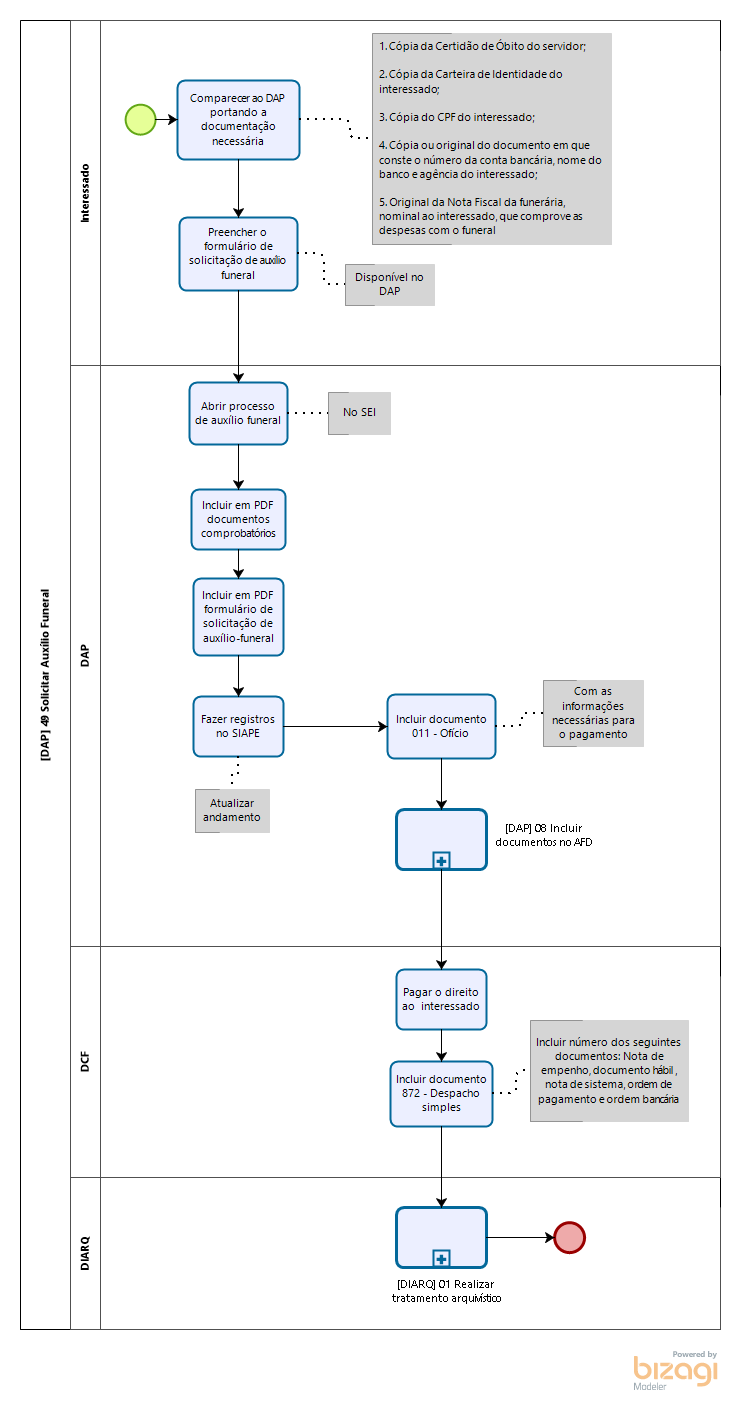 [DAP] 49 Solicitar Auxílio Funeral
Interessado
Comparecer ao DAP
portando a
documentação
necessária
1. Cópia da Certidão de Óbito do servidor;
2. Cópia da Carteira de Identidade do
interessado;
3. Cópia do CPF do interessado;
4. Cópia ou original do documento em que
conste o número da conta bancária, nome do
banco e agência do interessado;
5. Original da Nota Fiscal da funerária,
nominal ao interessado, que comprove as
despesas com o funeral
Preencher o
formulário de
solicitação de auxílio
funeral
Disponível no
DAP
DAP
Abrir processo
de auxílio funeral
No SEI
Incluir em PDF
documentos
comprobatórios
Incluir em PDF
formulário de
solicitação de
auxílio-funeral
Fazer registros
no SIAPE
Atualizar
andamento
Incluir documento
011 - Ofício
Com as
informações
necessárias para
o pagamento
[DAP] 08 Incluir
documentos no AFD
DCF
Pagar o direito
ao interessado
Incluir documento
872 - Despacho
simples
Incluir número dos seguintes
documentos: Nota de
empenho, documento hábil,
nota de sistema, ordem de
pagamento e ordem bancária
DIARQ
[DIARQ] 01 Realizar
tratamento arquivístico
Powered by
bizagi
Modeler